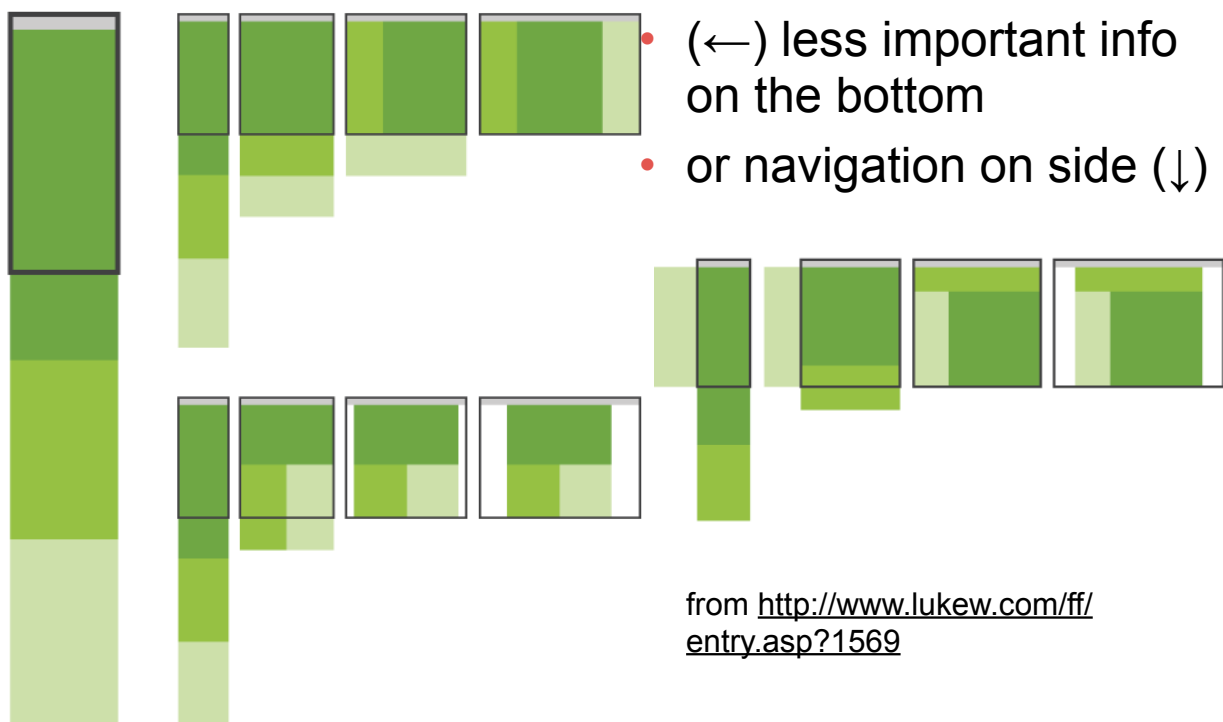 • (←) less important info
on the bottom
• or navigation on side (↓)
from http://www.lukew.com/ff/
entry.asp?1569